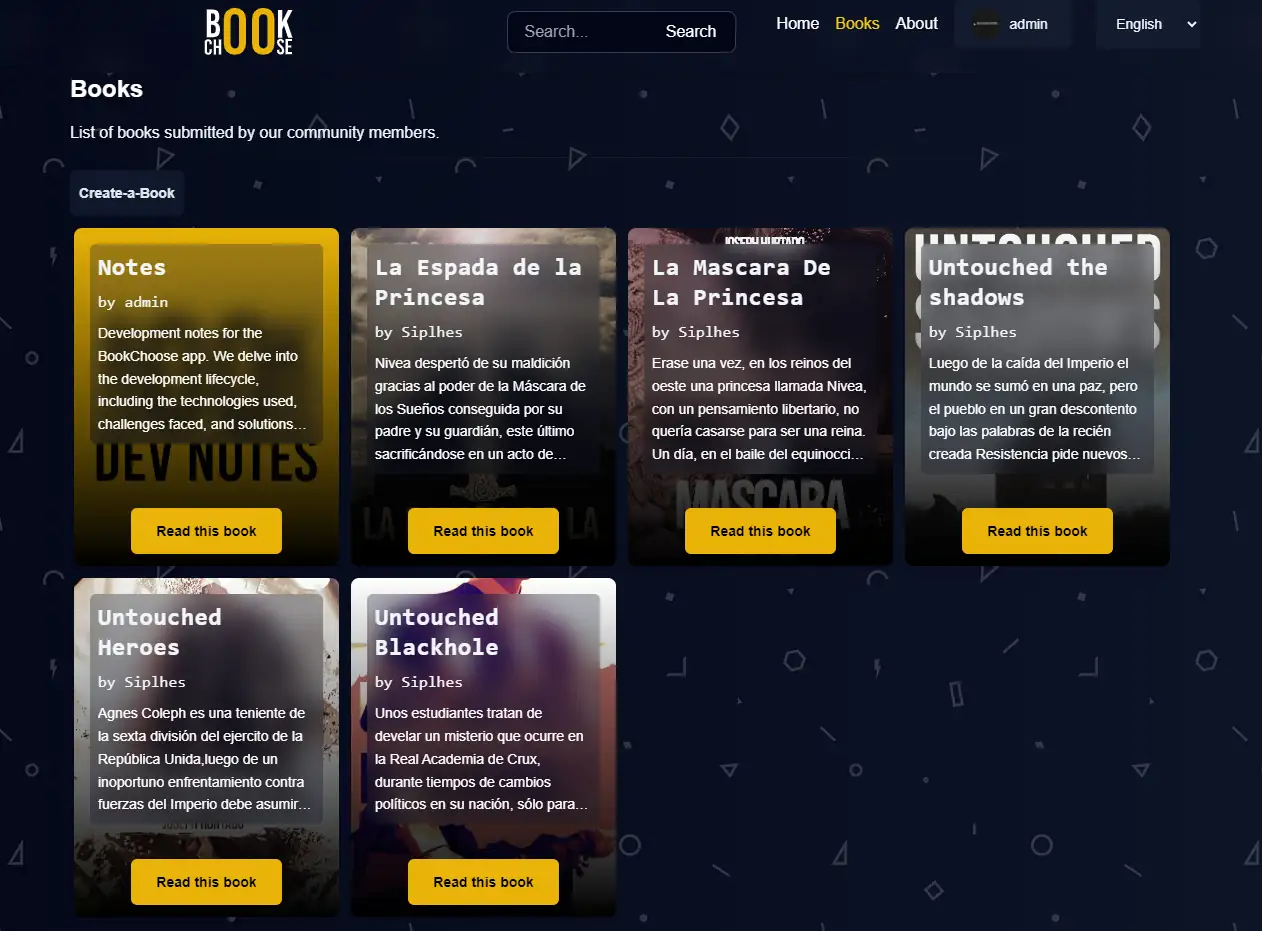 BOOK
CHOOSE
Search...
Search
Home
Books
About
admin
English
Books
List of books submitted by our community members.
Create-a-Book
Notes
by admin
Development notes for the
BookChoose app. We delve into
the development lifecycle,
including the technologies used,
challenges faced, and solutions…
DEV NOTES
Read this book
La Espada de la
Princesa
by Siplhes
Nivea despertó de su maldición
gracias al poder de la Máscara de
los Sueños conseguida por su
padre y su guardián, este último
sacrificándose en un acto de…
LA
LA
Read this book
JOSEPH HURTADO
La Mascara De
La Princesa
by Siplhes
Erase una vez, en los reinos del
oeste una princesa llamada Nivea,
con un pensamiento libertario, no
quería casarse para ser una reina.
Un día, en el baile del equinocci…
MASCARA
Read this book
UNTOUCHED
Untouched the
shadows
by Siplhes
Luego de la caída del Imperio el
mundo se sumó en una paz, pero
el pueblo en un gran descontento
bajo las palabras de la recién
creada Resistencia pide nuevos…
Read this book
Untouched
Heroes
by Siplhes
Agnes Coleph es una teniente de
la sexta división del ejercito de la
República Unida,luego de un
inoportuno enfrentamiento contra
fuerzas del Imperio debe asumir…
JOSEPH HURTADO
Read this book
Untouched
Blackhole
by Siplhes
Unos estudiantes tratan de
develar un misterio que ocurre en
la Real Academia de Crux,
durante tiempos de cambios
políticos en su nación, sólo para…
Read this book